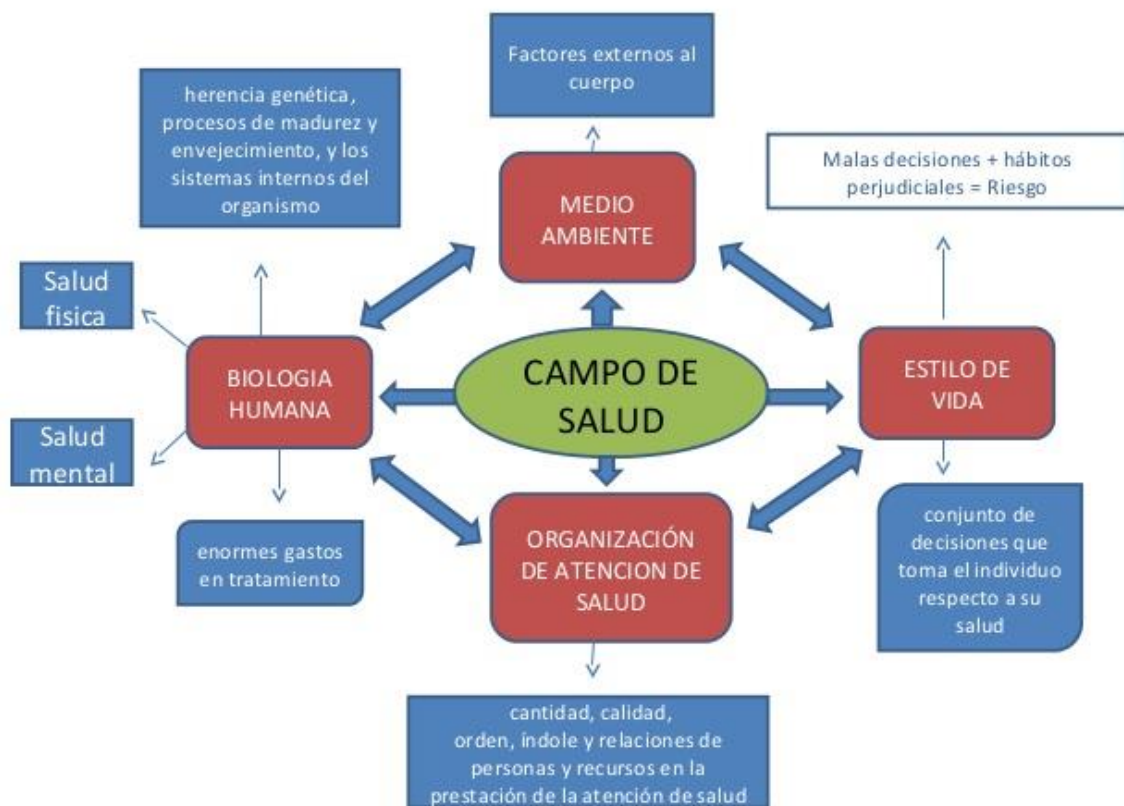 Factores externos al
cuerpo
herencia genética,
procesos de madurez y
envejecimiento, y los
sistemas internos del
organismo
Malas decisiones + hábitos
perjudiciales = Riesgo
MEDIO
AMBIENTE
Salud
fisica
BIOLOGIA
HUMANA
CAMPO DE
SALUD
ESTILO DE
VIDA
Salud
mental
enormes gastos
en tratamiento
ORGANIZACIÓN
DE ATENCION DE
SALUD
conjunto de
decisiones que
toma el individuo
respecto a su
salud
cantidad, calidad,
orden, índole y relaciones de
personas y recursos en la
prestación de la atención de salud